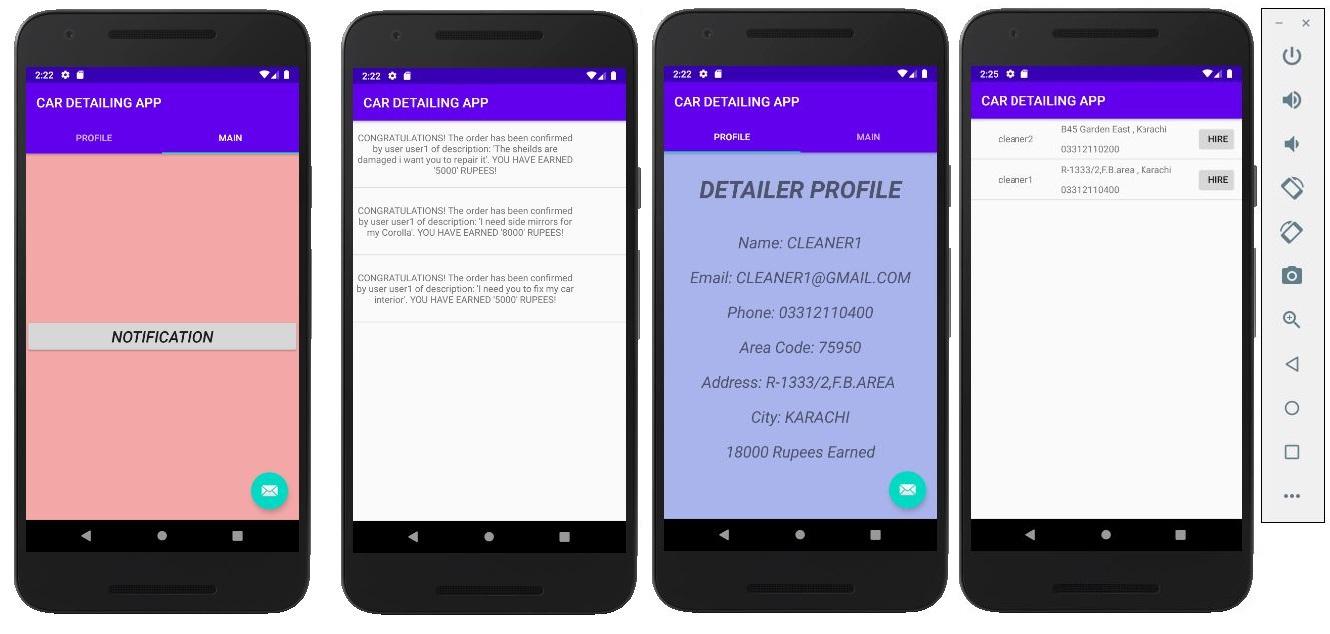 2:22
CAR DETAILING APP
PROFILE MAIN
NOTIFICATION
2:22
CAR DETAILING APP
CONGRATULATIONS! The order has been confirmed
by user user1 of description: 'The sheilds are
damaged i want you to repair it'. YOU HAVE EARNED
'5000' RUPEES!
CONGRATULATIONS! The order has been confirmed
by user user1 of description: 'I need side mirrors for
my Corolla'. YOU HAVE EARNED '8000' RUPEES!
CONGRATULATIONS! The order has been confirmed
by user user1 of description: 'I need you to fix my car
interior'. YOU HAVE EARNED '5000' RUPEES!
2:22
CAR DETAILING APP
PROFILE MAIN
DETAILER PROFILE
Name: CLEANER1
Email: CLEANER1@GMAIL.COM
Phone: 03312110400
Area Code: 75950
Address: R-1333/2,F.B.AREA
City: KARACHI
18000 Rupees Earned
2:25
CAR DETAILING APP
cleaner2
B45 Garden East , Karachi
03312110200
HIRE
cleaner1
R-1333/2,F.B.area , Karachi
03312110400
HIRE